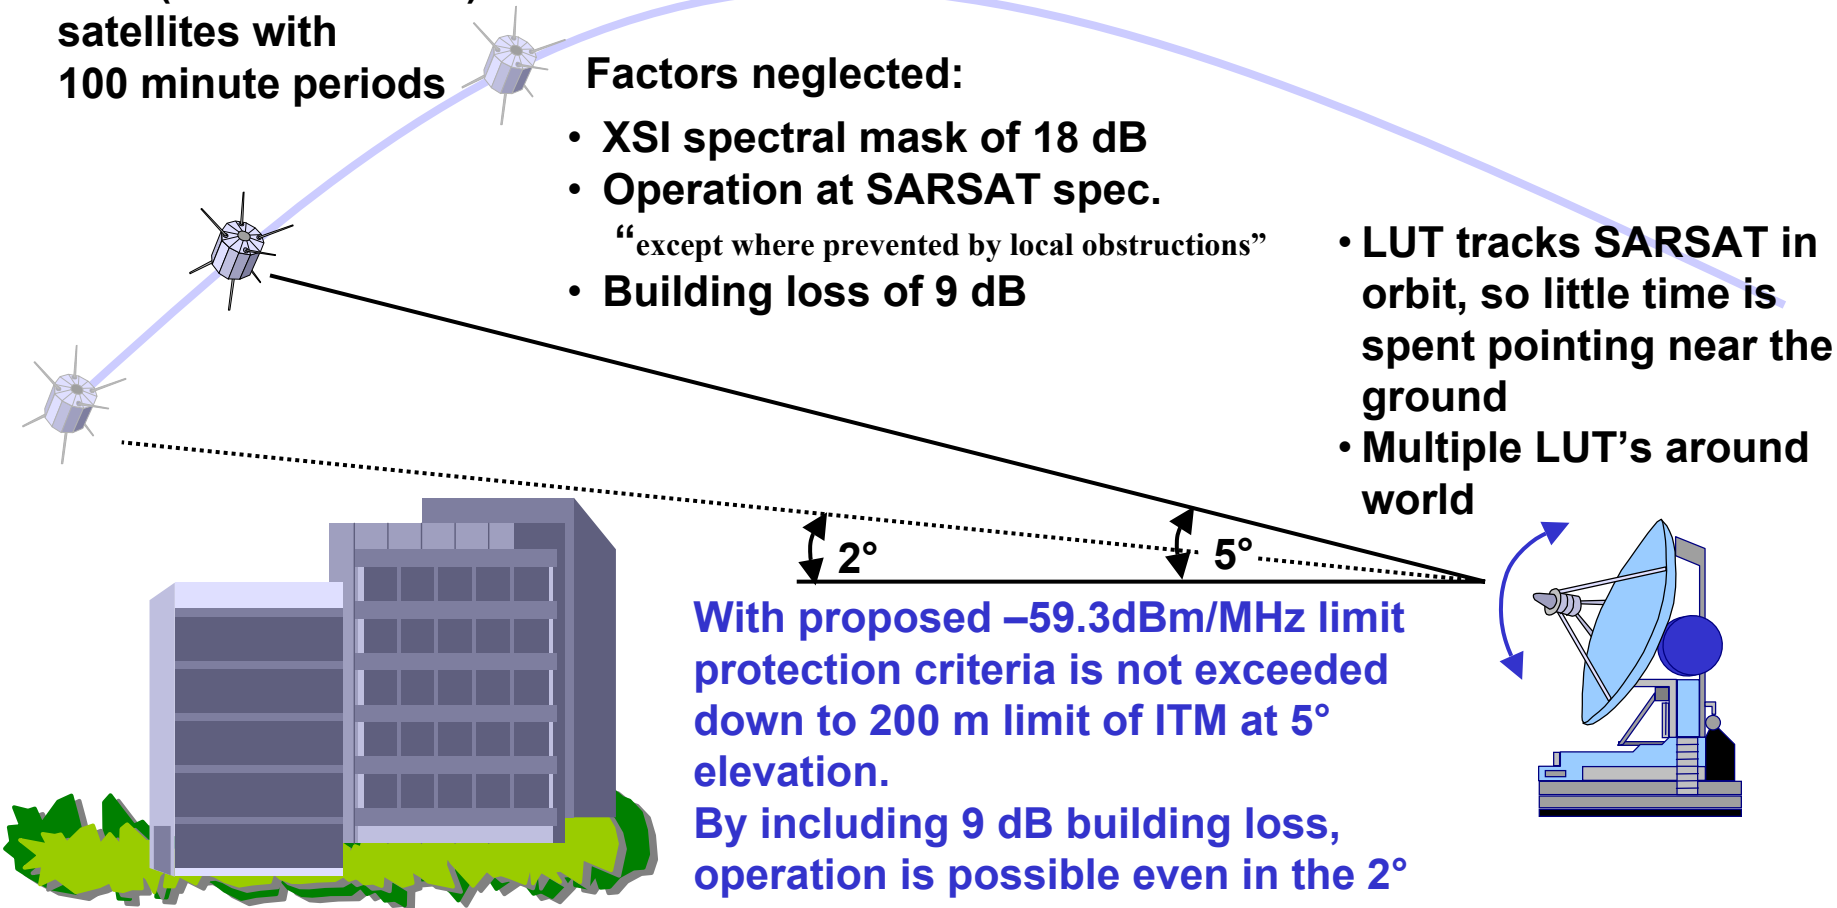 satellites with
100 minute periods
Factors neglected:
• XSI spectral mask of 18 dB
• Operation at SARSAT spec.
“except where prevented by local obstructions”
• Building loss of 9 dB
• LUT tracks SARSAT in
orbit, so little time is
spent pointing near the
ground
• Multiple LUT’s around
world
2°
5°
With proposed –59.3dBm/MHz limit
protection criteria is not exceeded
down to 200 m limit of ITM at 5°
elevation.
By including 9 dB building loss,
operation is possible even in the 2°